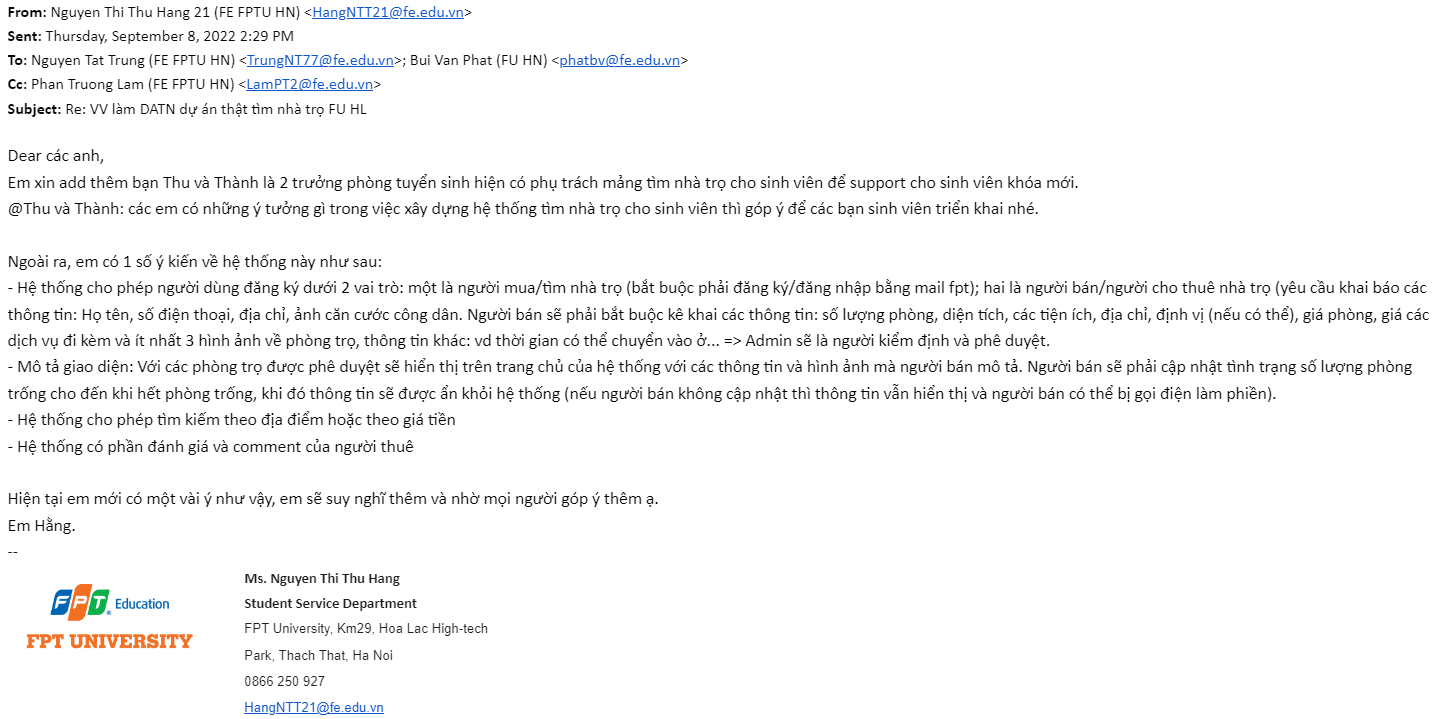 From: Nguyen Thi Thu Hang 21 (FE FPTU HN) <HangNTT21@fe.edu.vn>
Sent: Thursday, September 8, 2022 2:29 PM
To: Nguyen Tat Trung (FE FPTU HN) <TrungNT77@fe.edu.vn>; Bui Van Phat (FU HN) <phatbv@fe.edu.vn>
Cc: Phan Truong Lam (FE FPTU HN) <LamPT2@fe.edu.vn>
Subject: Re: VV làm DATN dự án thật tìm nhà trọ FU HL
Dear các anh,
Em xin add thêm bạn Thu và Thành là 2 trưởng phòng tuyển sinh hiện có phụ trách mảng tìm nhà trọ cho sinh viên để support cho sinh viên khóa mới.
@Thu và Thành: các em có những ý tưởng gì trong việc xây dựng hệ thống tìm nhà trọ cho sinh viên thì góp ý để các bạn sinh viên triển khai nhé.
Ngoài ra, em có 1 số ý kiến về hệ thống này như sau:
- Hệ thống cho phép người dùng đăng ký dưới 2 vai trò: một là người mua/tìm nhà trọ (bắt buộc phải đăng ký/đăng nhập bằng mail fpt); hai là người bán/người cho thuê nhà trọ (yêu cầu khai báo các
thông tin: Họ tên, số điện thoại, địa chỉ, ảnh căn cước công dân. Người bán sẽ phải bắt buộc kê khai các thông tin: số lượng phòng, diện tích, các tiện ích, địa chỉ, định vị (nếu có thể), giá phòng, giá các
dịch vụ đi kèm và ít nhất 3 hình ảnh về phòng trọ, thông tin khác: vd thời gian có thể chuyển vào ở... => Admin sẽ là người kiểm định và phê duyệt.
- Mô tả giao diện: Với các phòng trọ được phê duyệt sẽ hiển thị trên trang chủ của hệ thống với các thông tin và hình ảnh mà người bán mô tả. Người bán sẽ phải cập nhật tình trạng số lượng phòng
trống cho đến khi hết phòng trống, khi đó thông tin sẽ được ẩn khỏi hệ thống (nếu người bán không cập nhật thì thông tin vẫn hiển thị và người bán có thể bị gọi điện làm phiền).
- Hệ thống cho phép tìm kiếm theo địa điểm hoặc theo giá tiền
- Hệ thống có phần đánh giá và comment của người thuê
Hiện tại em mới có một vài ý như vậy, em sẽ suy nghĩ thêm và nhờ mọi người góp ý thêm ạ.
Em Hằng.
--
FPT Education
FPT UNIVERSITY
Ms. Nguyen Thi Thu Hang
Student Service Department
FPT University, Km29, Hoa Lac High-tech
Park, Thach That, Ha Noi
0866 250 927
HangNTT21@fe.edu.vn